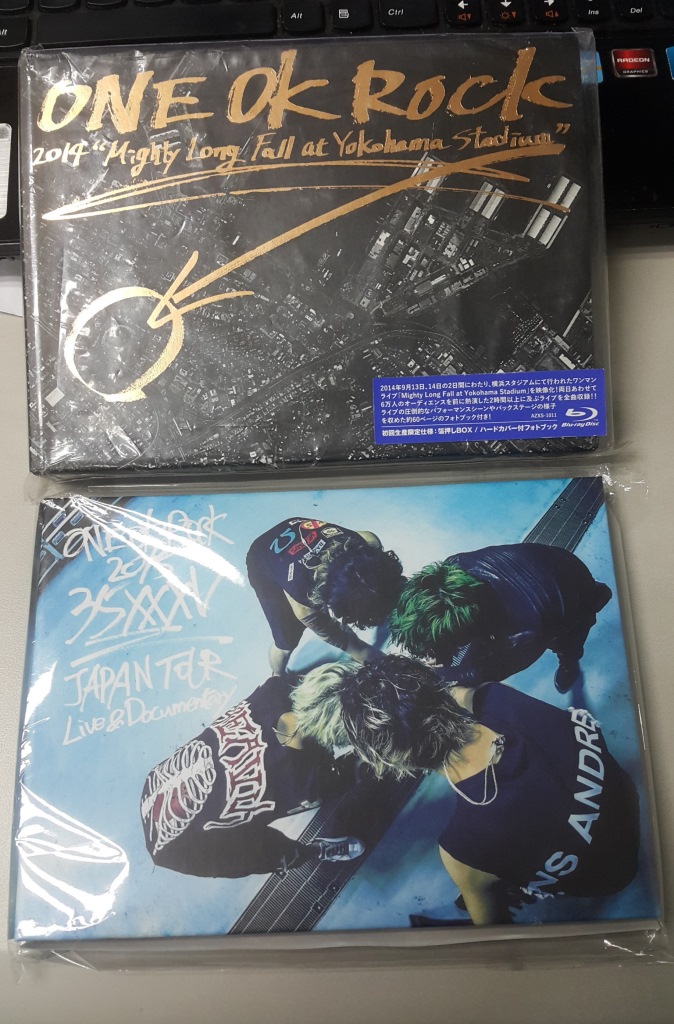 Alt
Ctrl
Ins
Del
RADEON
GRAPHICS
ONE OK ROCK
2014 "Mighty Long Fall at Yokohama Stadium"
2014年9月13日、14日の2日間にわたり、横浜スタジアムにて行われたワンマン
ライブ「Mighty Long Fall at Yokohama Stadium」を映像化!両日あわせて
6万人のオーディエンスを前に熱演した2時間以上に及ぶライブを全曲収録!!
ライブの圧倒的なパフォーマンスシーンやバックステージの様子
を収めた約60ページのフォトブック付き!
AZXS-1011
初回生産限定仕様:箔押しBOX / ハードカバー付フォトブック
Blu-ray Disc
ONE OK ROCK
2015
35XXXV
JAPAN TOUR
Live & Documentary
25
ANDRE